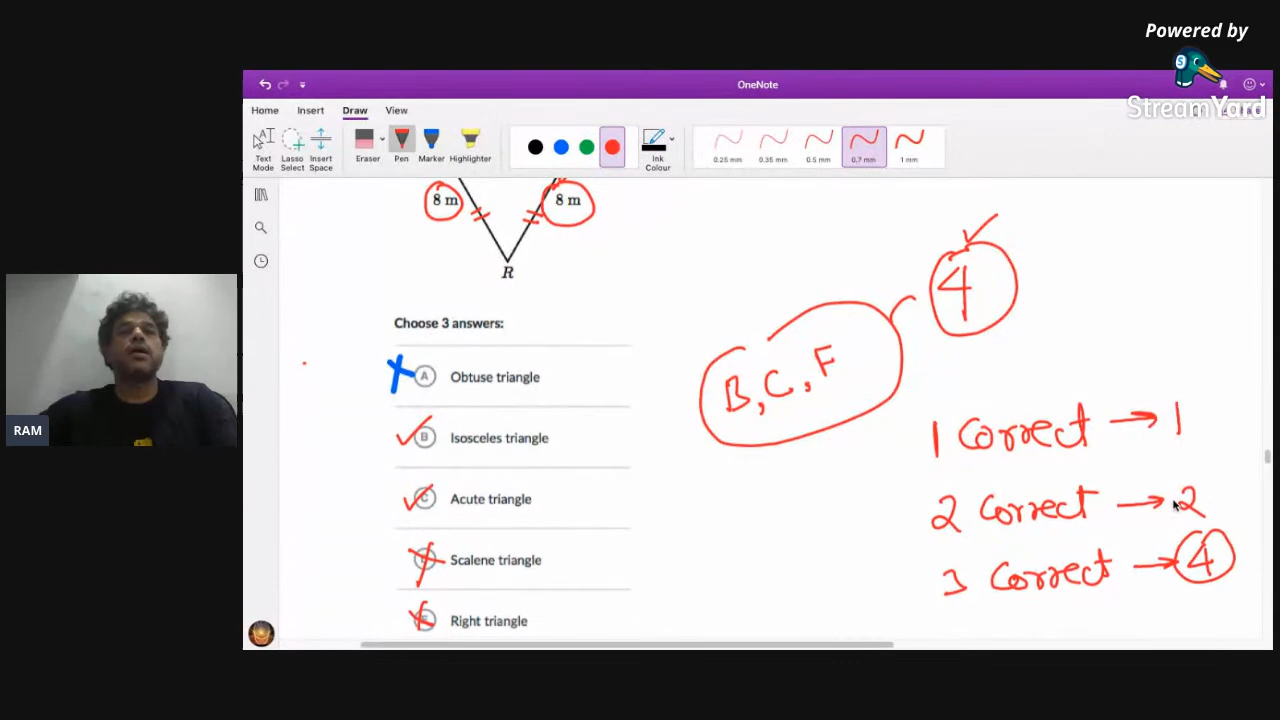 Powered by
StreamYard
OneNote
Home Insert Draw View
Text Mode
Lasso Select
Insert Space
Eraser
Pen
Marker
Highlighter
Ink Colour
0.25 mm
0.35 mm
0.5 mm
0.7 mm
1 mm
8 m 8 m
R
4
Choose 3 answers:
B, C, F
A Obtuse triangle
1 Correct → 1
B Isosceles triangle
C Acute triangle
2 Correct → 2
Scalene triangle
3 Correct → 4
Right triangle
RAM